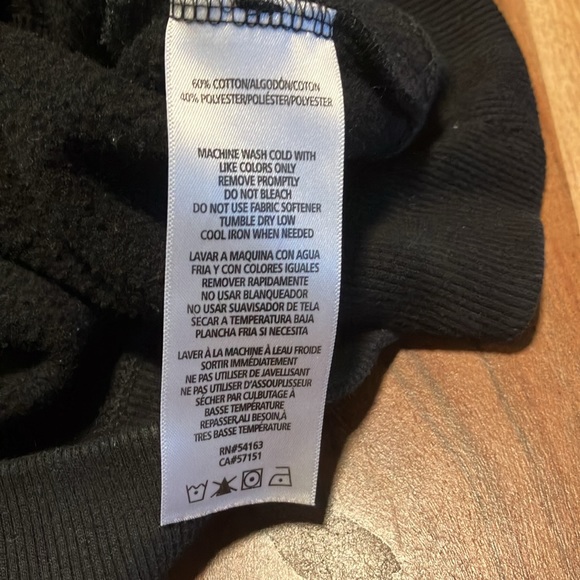 60% COTTON/ALGODÓN/COTON
40% POLYESTER/POLIÉSTER/POLYESTER
MACHINE WASH COLD WITH
LIKE COLORS ONLY
REMOVE PROMPTLY
DO NOT BLEACH
DO NOT USE FABRIC SOFTENER
TUMBLE DRY LOW
COOL IRON WHEN NEEDED
LAVAR A MAQUINA CON AGUA
FRIA Y CON COLORES IGUALES
REMOVER RAPIDAMENTE
NO USAR BLANQUEADOR
NO USAR SUAVISADOR DE TELA
SECAR A TEMPERATURA BAJA
PLANCHA FRIA SI NECESITA
LAVER À LA MACHINE À LEAU FROIDE
SORTIR IMMÉDIATEMENT
NE PAS UTILISER DE JAVELLISANT
NE PAS UTILISER D'ASSOUPLISSEUR
SÉCHER PAR CULBUTAGE À
BASSE TEMPÉRATURE
REPASSER,AU BESOIN,À
TRES BASSE TEMPÉRATURE
RN#54163
CA#57151